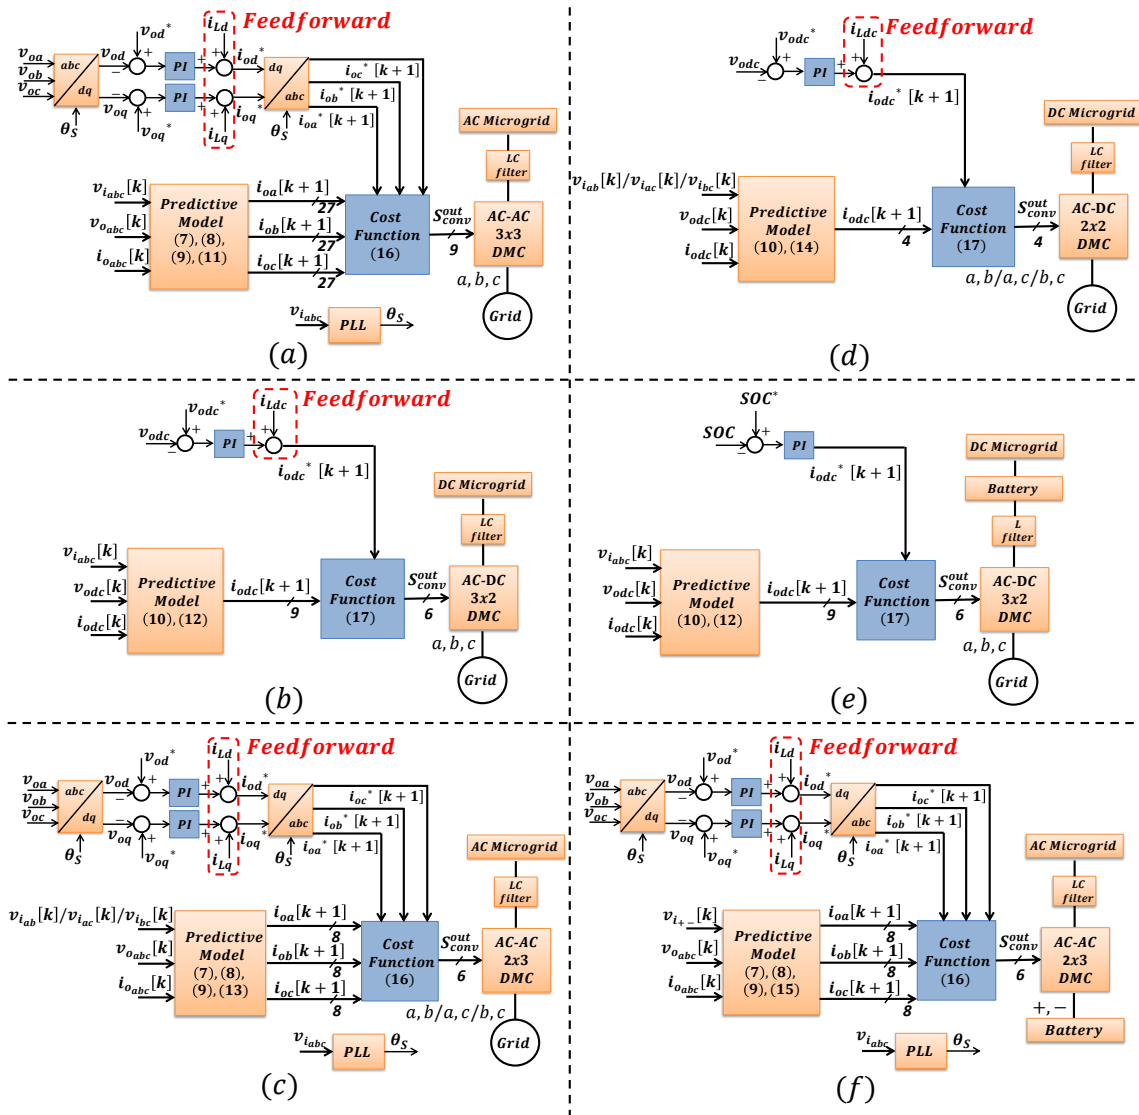 Feedforward
v_od* i_Ld
v_oa v_ob v_oc abc dq v_od − + PI + + i_od* dq abc i_oc* [k+1]
v_oq − + PI + + i_oq* i_ob* [k+1]
θ_S v_oq* i_Lq θ_S i_oa* [k+1]
AC Microgrid
LC filter
v_iabc[k] v_oabc[k] i_oabc[k]
Predictive Model (7), (8), (9), (11)
i_oa[k+1] 27
i_ob[k+1] 27
i_oc[k+1] 27
Cost Function (16)
S_conv^out 9
AC-AC 3x3 DMC
a, b, c
Grid
v_iabc PLL θ_S
(a)
v_odc* i_Ldc
v_odc − + PI + +
i_odc* [k+1]
DC Microgrid
LC filter
v_iab[k]/v_iac[k]/v_ibc[k]
v_odc[k]
i_odc[k]
Predictive Model (10), (14)
i_odc[k+1] 4
Cost Function (17)
S_conv^out 4
AC-DC 2x2 DMC
a, b/a, c/b, c
Grid
(d)
Feedforward
v_odc* i_Ldc
v_odc − + PI + +
i_odc* [k+1]
DC Microgrid
LC filter
v_iabc[k]
v_odc[k]
i_odc[k]
Predictive Model (10), (12)
i_odc[k+1] 9
Cost Function (17)
S_conv^out 6
AC-DC 3x2 DMC
a, b, c
Grid
(b)
SOC*
SOC − + PI
i_odc* [k+1]
DC Microgrid
Battery
L filter
v_iabc[k]
v_odc[k]
i_odc[k]
Predictive Model (10), (12)
i_odc[k+1] 9
Cost Function (17)
S_conv^out 6
AC-DC 3x2 DMC
a, b, c
Grid
(e)
Feedforward
v_od* i_Ld
v_oa v_ob v_oc abc dq v_od − + PI + + i_od* dq abc i_oc* [k+1]
v_oq − + PI + + i_oq* i_ob* [k+1]
θ_S v_oq* i_Lq θ_S i_oa* [k+1]
AC Microgrid
LC filter
v_iab[k]/v_iac[k]/v_ibc[k]
v_oabc[k]
i_oabc[k]
Predictive Model (7), (8), (9), (13)
i_oa[k+1] 8
i_ob[k+1] 8
i_oc[k+1] 8
Cost Function (16)
S_conv^out 6
AC-AC 2x3 DMC
a, b/a, c/b, c
Grid
v_iabc PLL θ_S
(c)
Feedforward
v_od* i_Ld
v_oa v_ob v_oc abc dq v_od − + PI + + i_od* dq abc i_oc* [k+1]
v_oq − + PI + + i_oq* i_ob* [k+1]
θ_S v_oq* i_Lq θ_S i_oa* [k+1]
AC Microgrid
LC filter
v_i+−[k]
v_oabc[k]
i_oabc[k]
Predictive Model (7), (8), (9), (15)
i_oa[k+1] 8
i_ob[k+1] 8
i_oc[k+1] 8
Cost Function (16)
S_conv^out 6
AC-AC 2x3 DMC
+, −
Battery
v_iabc PLL θ_S
(f)